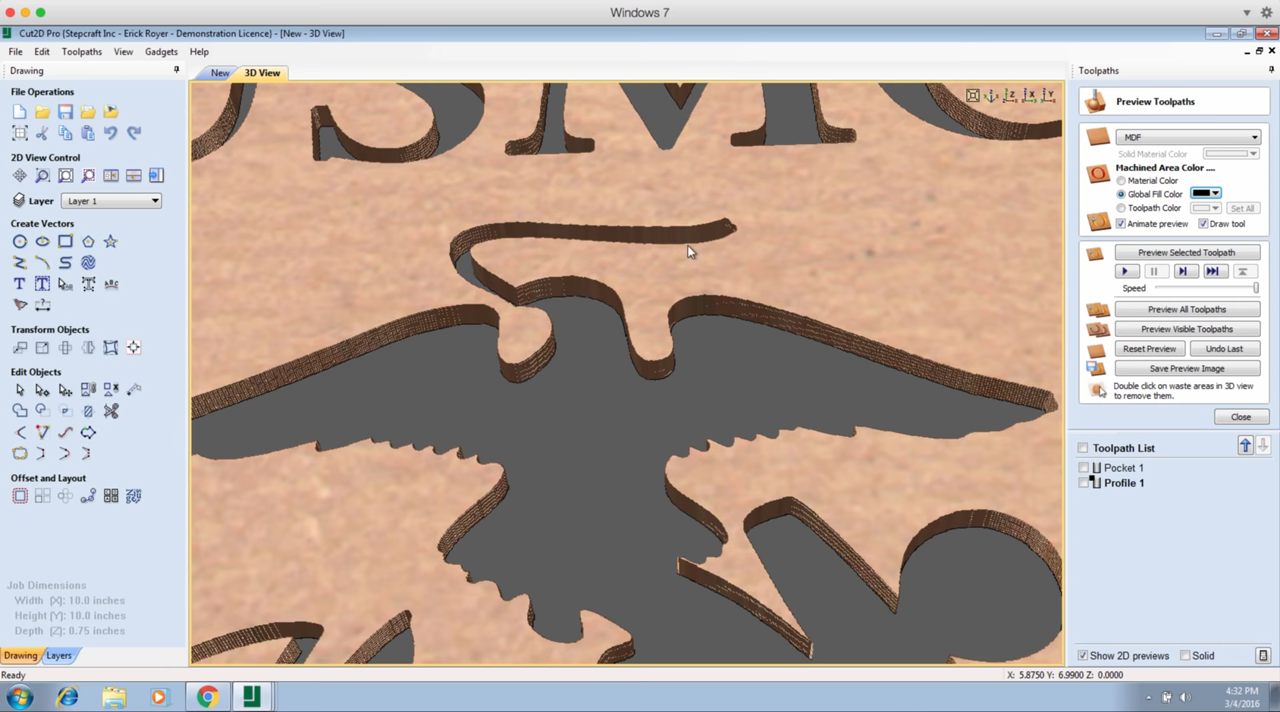 Windows 7
Cut2D Pro {Stepcraft Inc - Erick Royer - Demonstration Licence} - [New - 3D View]
File Edit Toolpaths View Gadgets Help
Drawing
File Operations
2D View Control
Layer Layer 1
Create Vectors
Transform Objects
Edit Objects
Offset and Layout
Job Dimensions
Width (X): 10.0 inches
Height (Y): 10.0 inches
Depth (Z): 0.75 inches
Drawing Layers
New 3D View
Z X Y
SM
Toolpaths
Preview Toolpaths
MDF
Solid Material Color
Machined Area Color ....
Material Color
Global Fill Color
Toolpath Color Set All
Animate preview Draw tool
Preview Selected Toolpath
Speed
Preview All Toolpaths
Preview Visible Toolpaths
Reset Preview Undo Last
Save Preview Image
Double click on waste areas in 3D view
to remove them.
Close
Toolpath List
Pocket 1
Profile 1
Show 2D previews Solid
Ready
X: 5.8750 Y: 6.9900 Z: 0.0000
4:32 PM
3/4/2016